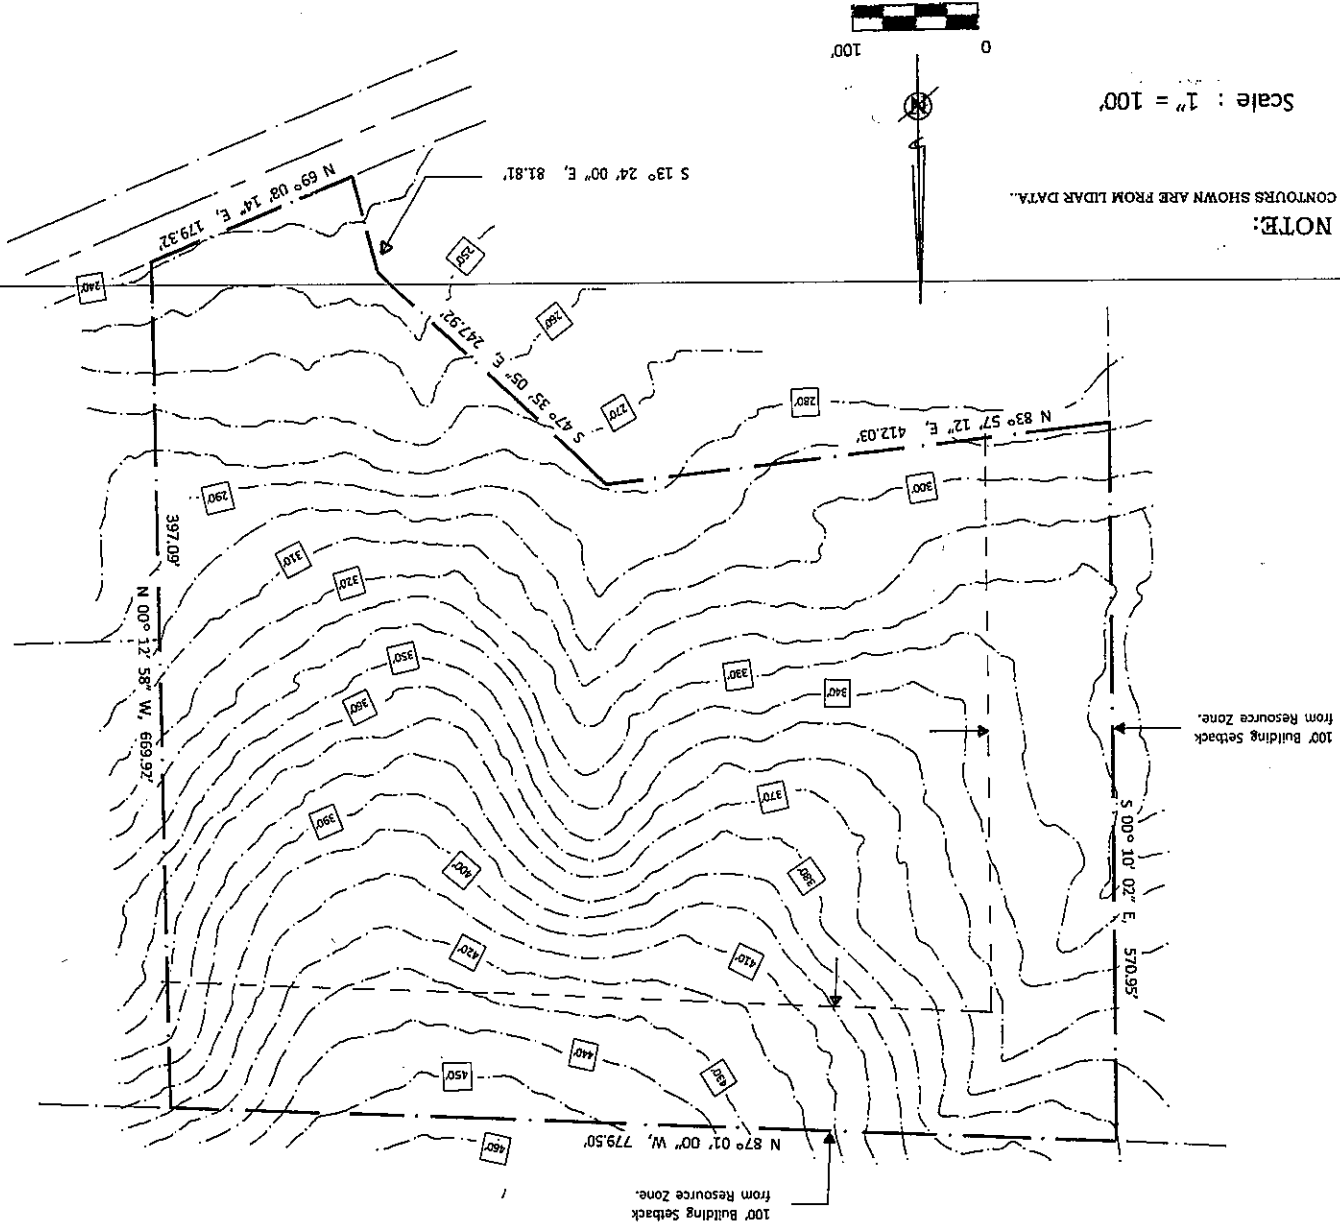 100' Building Setback
from Resource Zone.
N 87° 01' 00" W, 779.50'
460'
450'
440'
430'
420'
410'
400'
390'
380'
370'
360'
350'
340'
330'
320'
310'
300'
290'
280'
270'
260'
250'
240'
S 00° 10' 02" E, 570.95'
100' Building Setback
from Resource Zone.
N 00° 12' 58" W, 669.97'
397.09'
N 83° 57' 12" E, 412.03'
S 47° 35' 05" E, 247.92'
S 13° 24' 00" E, 81.81'
N 69° 08' 14" E, 179.32'
NOTE:
CONTOURS SHOWN ARE FROM LIDAR DATA..
Scale : 1" = 100'
N
0 100'